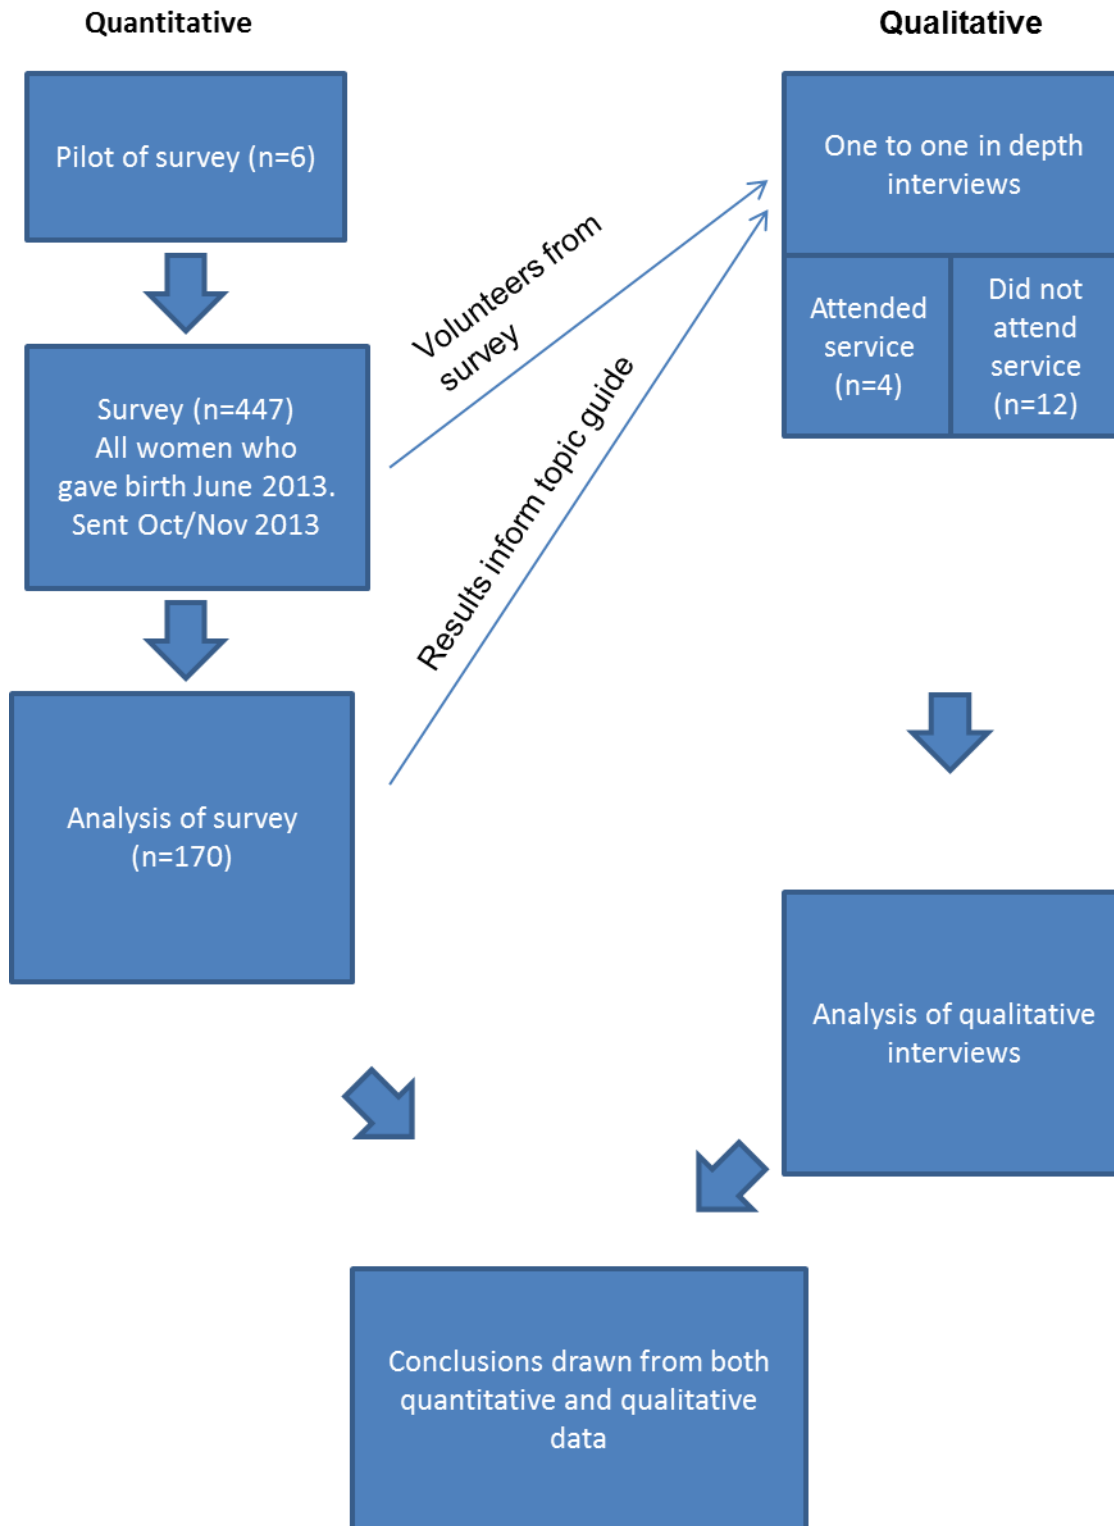 Quantitative
Qualitative
Pilot of survey (n=6)
One to one in depth
interviews
Attended
service
(n=4)
Did not
attend
service
(n=12)
Volunteers from
survey
Survey (n=447)
All women who
gave birth June 2013.
Sent Oct/Nov 2013
Results inform topic guide
Analysis of survey
(n=170)
Analysis of qualitative
interviews
Conclusions drawn from both
quantitative and qualitative
data